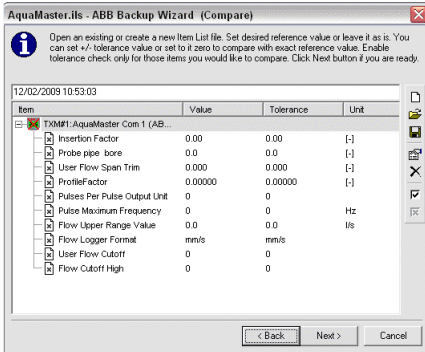 AquaMaster.ils - ABB Backup Wizard (Compare)
Open an existing or create a new Item List file. Set desired reference value or leave it as is. You
can set +/- tolerance value or set to it zero to compare with exact reference value. Enable
tolerance check only for those items you would like to compare. Click Next button if you are ready.
12/02/2009 10:53:03
Item Value Tolerance Unit
TXM#1: AquaMaster Com 1 (AB...
Insertion Factor 0.00 0.00 [-]
Probe pipe bore 0.0 0.0 [-]
User Flow Span Trim 0.000 0.000 [-]
ProfileFactor 0.00000 0.00000 [-]
Pulses Per Pulse Output Unit 0 0
Pulse Maximum Frequency 0 0 Hz
Flow Upper Range Value 0.0 0.0 l/s
Flow Logger Format mm/s mm/s
User Flow Cutoff 0 0
Flow Cutoff High 0 0
< Back Next > Cancel